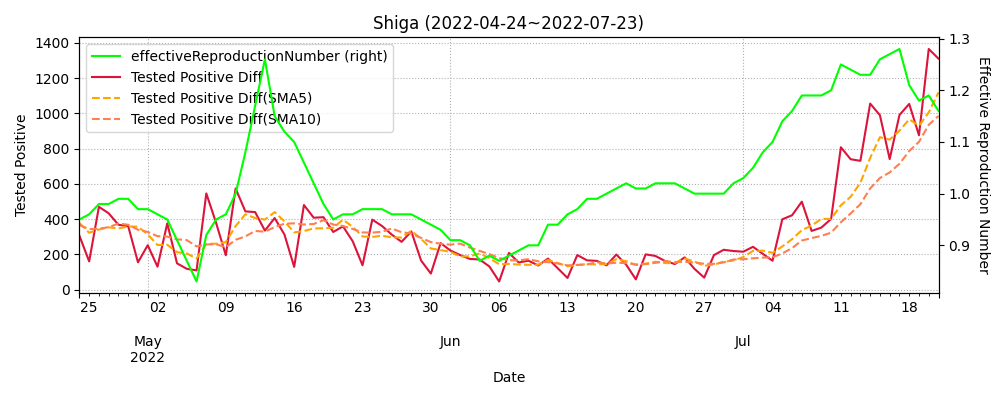 Shiga (2022-04-24~2022-07-23)
effectiveReproductionNumber (right)
Tested Positive Diff
Tested Positive Diff(SMA5)
Tested Positive Diff(SMA10)
Tested Positive
1400
1200
1000
800
600
400
200
0
1.3
1.2
1.1
1.0
0.9
Effective Reproduction Number
25 02 09 16 23 30 06 13 20 27 04 11 18
May Jun Jul
2022
Date